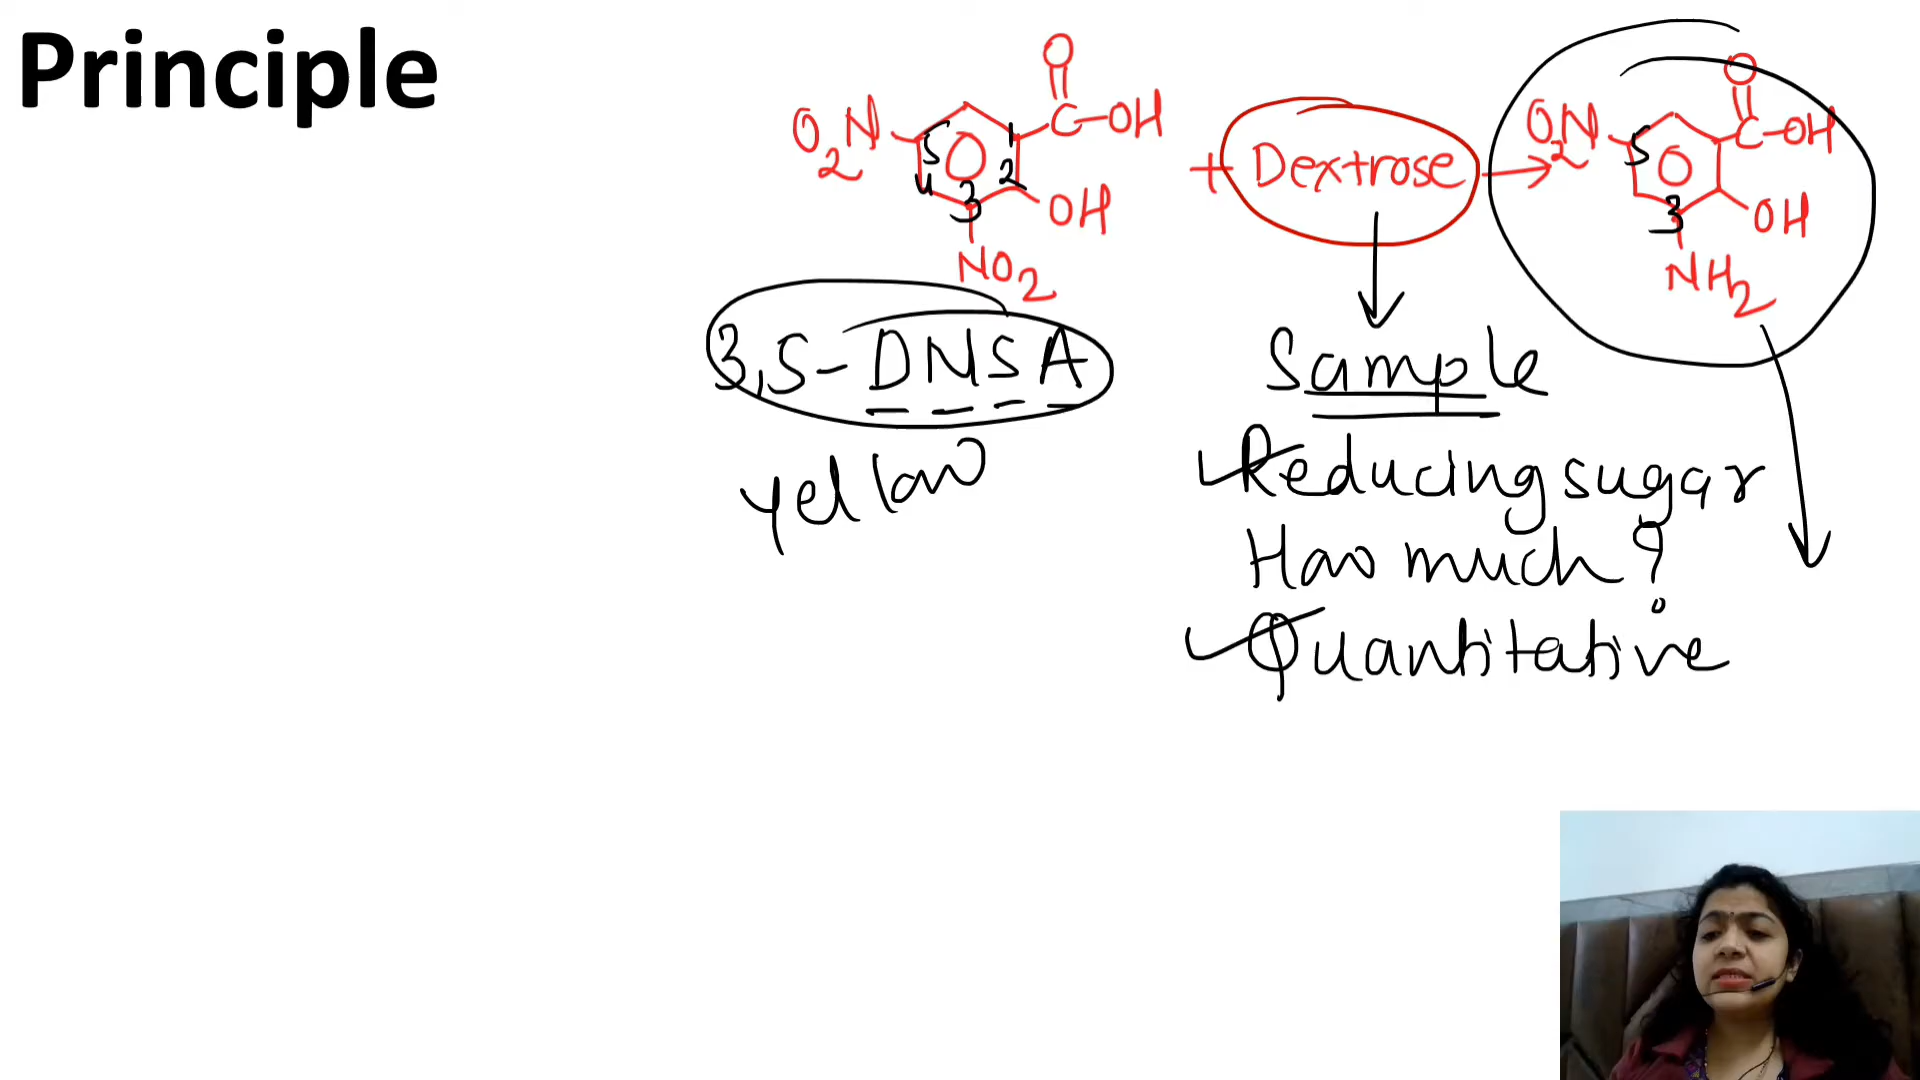 Principle
O2N 5 4 3 2 1 O C-OH OH NO2 + Dextrose → O2N 5 3 O C-OH OH NH2
3,5-DNSA
yellow
Sample
Reducing sugar
How much?
Quantitative